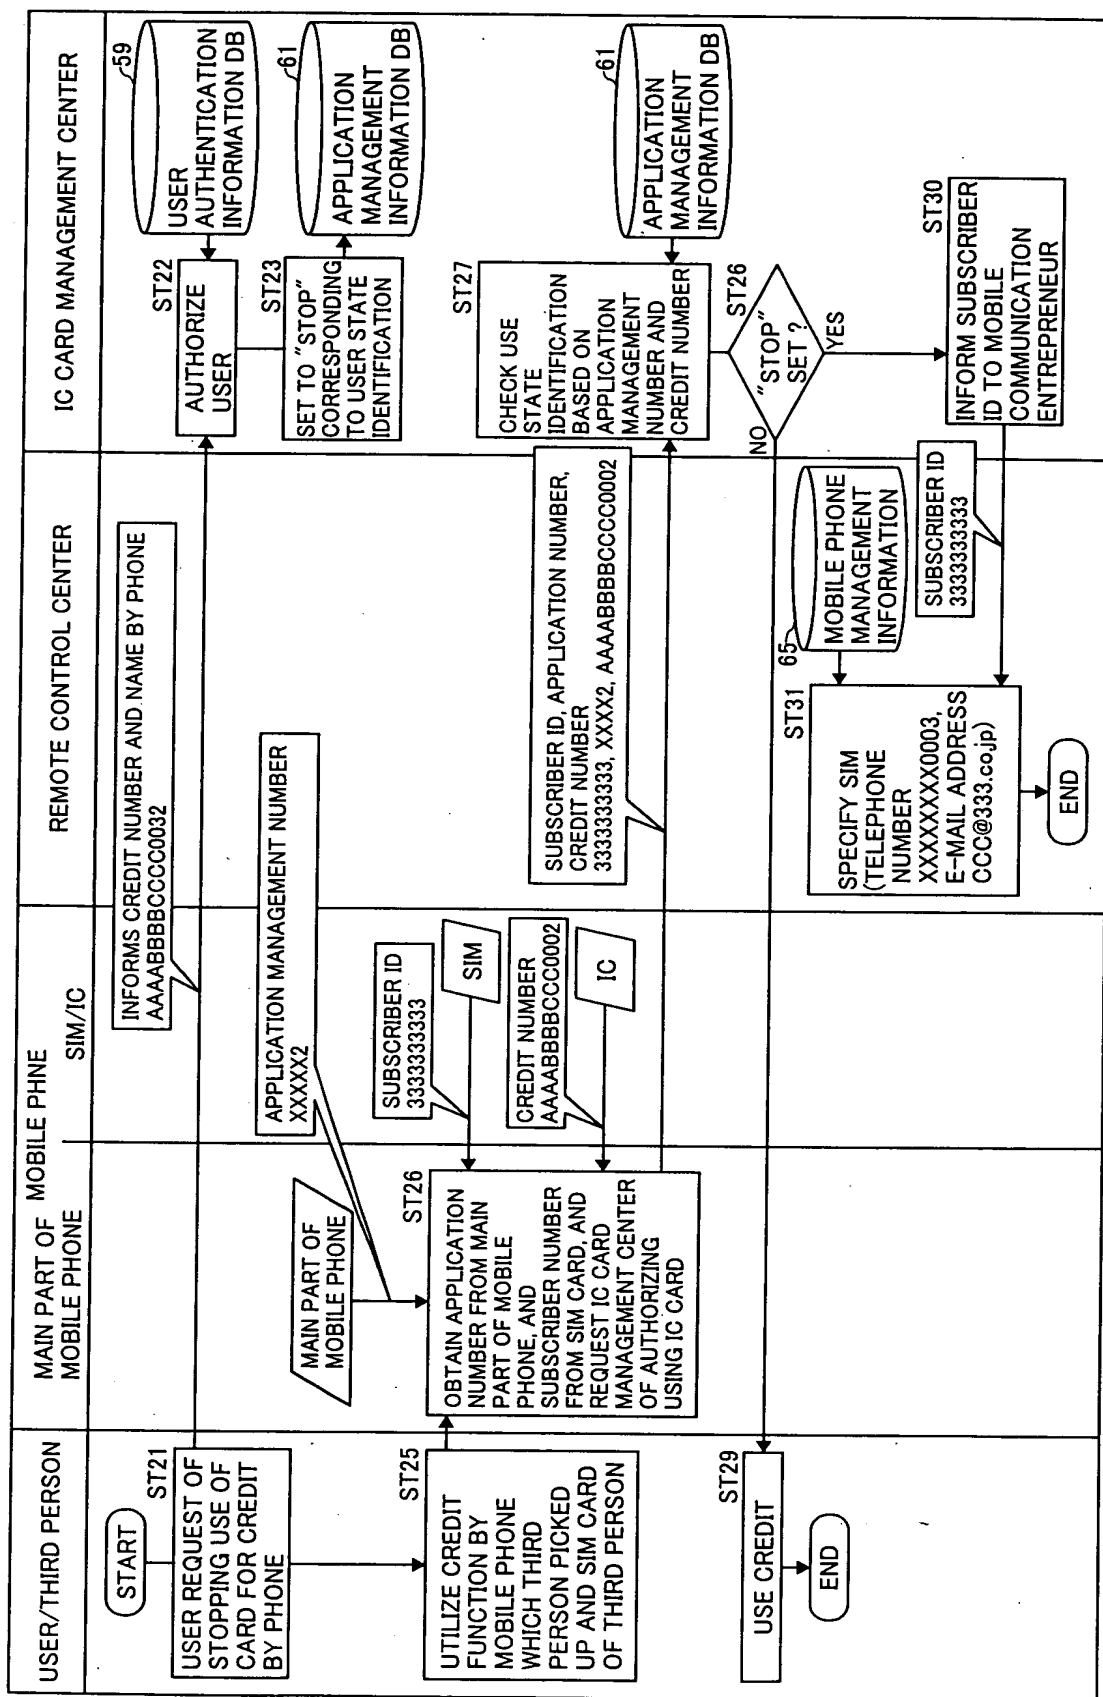 USER/THIRD PERSON
MOBILE PHNE
MAIN PART OF
MOBILE PHONE
SIM/IC
REMOTE CONTROL CENTER
IC CARD MANAGEMENT CENTER
START
ST21
USER REQUEST OF
STOPPING USE OF
CARD FOR CREDIT
BY PHONE
INFORMS CREDIT NUMBER AND NAME BY PHONE
AAAABBBBCCCC0032
ST22
AUTHORIZE
USER
59
USER
AUTHENTICATION
INFORMATION DB
ST23
SET TO "STOP"
CORRESPONDING
TO USER STATE
IDENTIFICATION
61
APPLICATION
MANAGEMENT
INFORMATION DB
ST25
UTILIZE CREDIT
FUNCTION BY
MOBILE PHONE
WHICH THIRD
PERSON PICKED
UP AND SIM CARD
OF THIRD PERSON
MAIN PART OF
MOBILE PHONE
APPLICATION MANAGEMENT NUMBER
XXXXX2
ST26
OBTAIN APPLICATION
NUMBER FROM MAIN
PART OF MOBILE
PHONE, AND
SUBSCRIBER NUMBER
FROM SIM CARD, AND
REQUEST IC CARD
MANAGEMENT CENTER
OF AUTHORIZING
USING IC CARD
SUBSCRIBER ID
3333333333
SIM
CREDIT NUMBER
AAAABBBBCCCC0002
IC
SUBSCRIBER ID, APPLICATION NUMBER,
CREDIT NUMBER
3333333333, XXXX2, AAAABBBBCCCC0002
ST27
CHECK USE
STATE
IDENTIFICATION
BASED ON
APPLICATION
MANAGEMENT
NUMBER AND
CREDIT NUMBER
61
APPLICATION
MANAGEMENT
INFORMATION DB
ST26
"STOP"
SET ?
NO
YES
ST29
USE CREDIT
END
ST30
INFORM SUBSCRIBER
ID TO MOBILE
COMMUNICATION
ENTREPRENEUR
SUBSCRIBER ID
3333333333
65
MOBILE PHONE
MANAGEMENT
INFORMATION
ST31
SPECIFY SIM
(TELEPHONE
NUMBER
XXXXXXXX0003,
E-MAIL ADDRESS
CCC@333.co.jp)
END